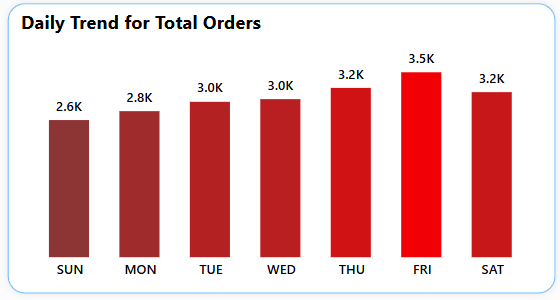 Daily Trend for Total Orders
3.5K
3.2K
3.2K
3.0K
3.0K
2.8K
2.6K
SUN MON TUE WED THU FRI SAT